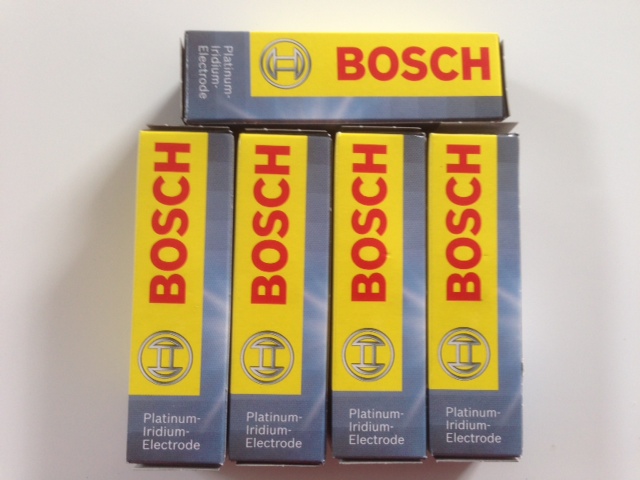 Platinum-
Iridium-
Electrode
BOSCH
BOSCH
Platinum-
Iridium-
Electrode
BOSCH
Platinum-
Iridium-
Electrode
BOSCH
Platinum-
Iridium-
Electrode
BOSCH
Platinum-
Iridium-
Electrode